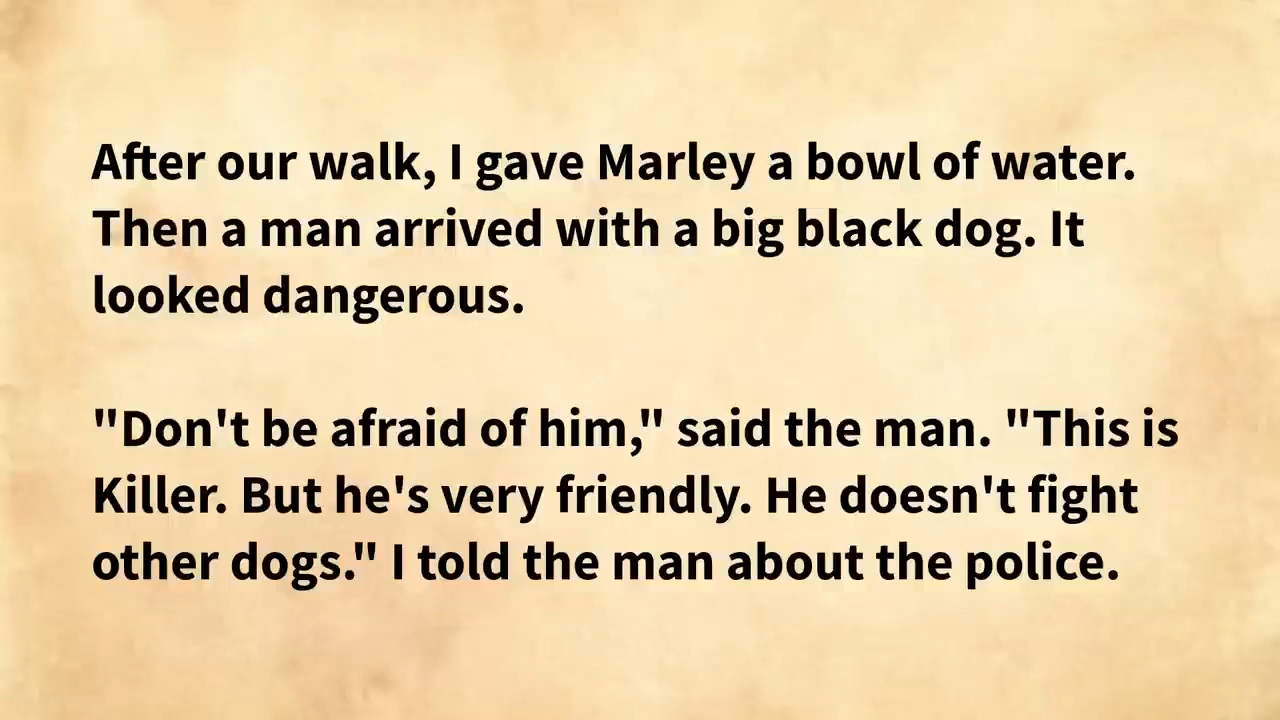 After our walk, I gave Marley a bowl of water.
Then a man arrived with a big black dog. It
looked dangerous.
"Don't be afraid of him," said the man. "This is
Killer. But he's very friendly. He doesn't fight
other dogs." I told the man about the police.